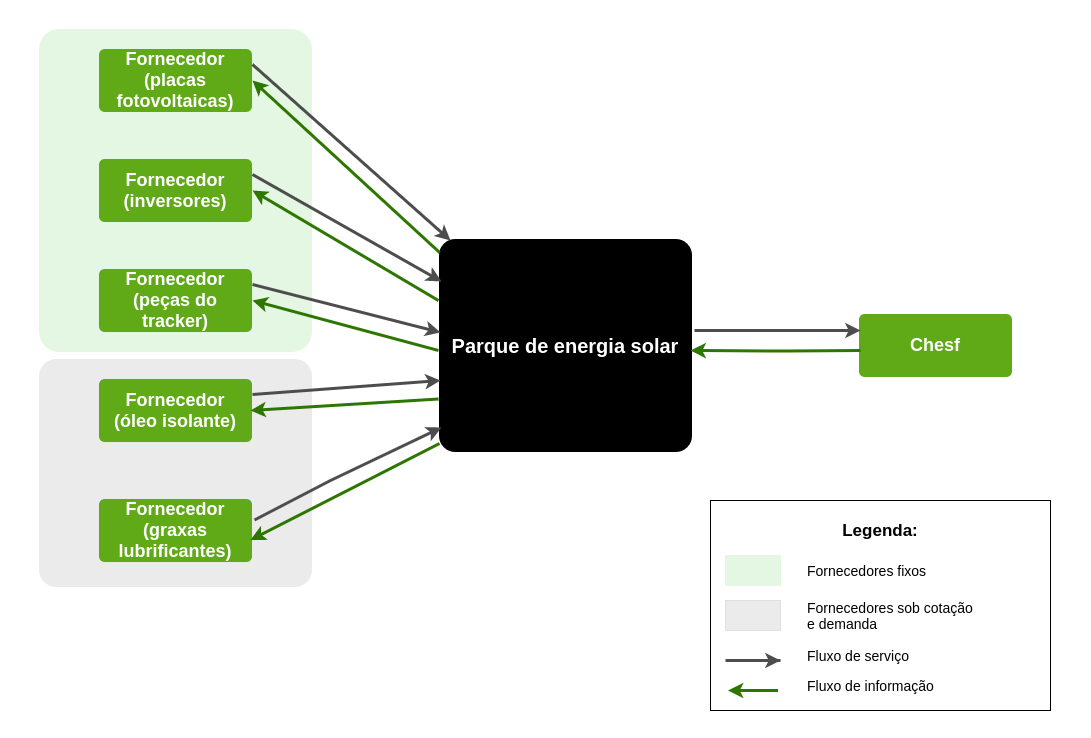 Fornecedor
(placas
fotovoltaicas)
Fornecedor
(inversores)
Fornecedor
(peças do
tracker)
Fornecedor
(óleo isolante)
Fornecedor
(graxas
lubrificantes)
Parque de energia solar
Chesf
Legenda:
Fornecedores fixos
Fornecedores sob cotação
e demanda
Fluxo de serviço
Fluxo de informação